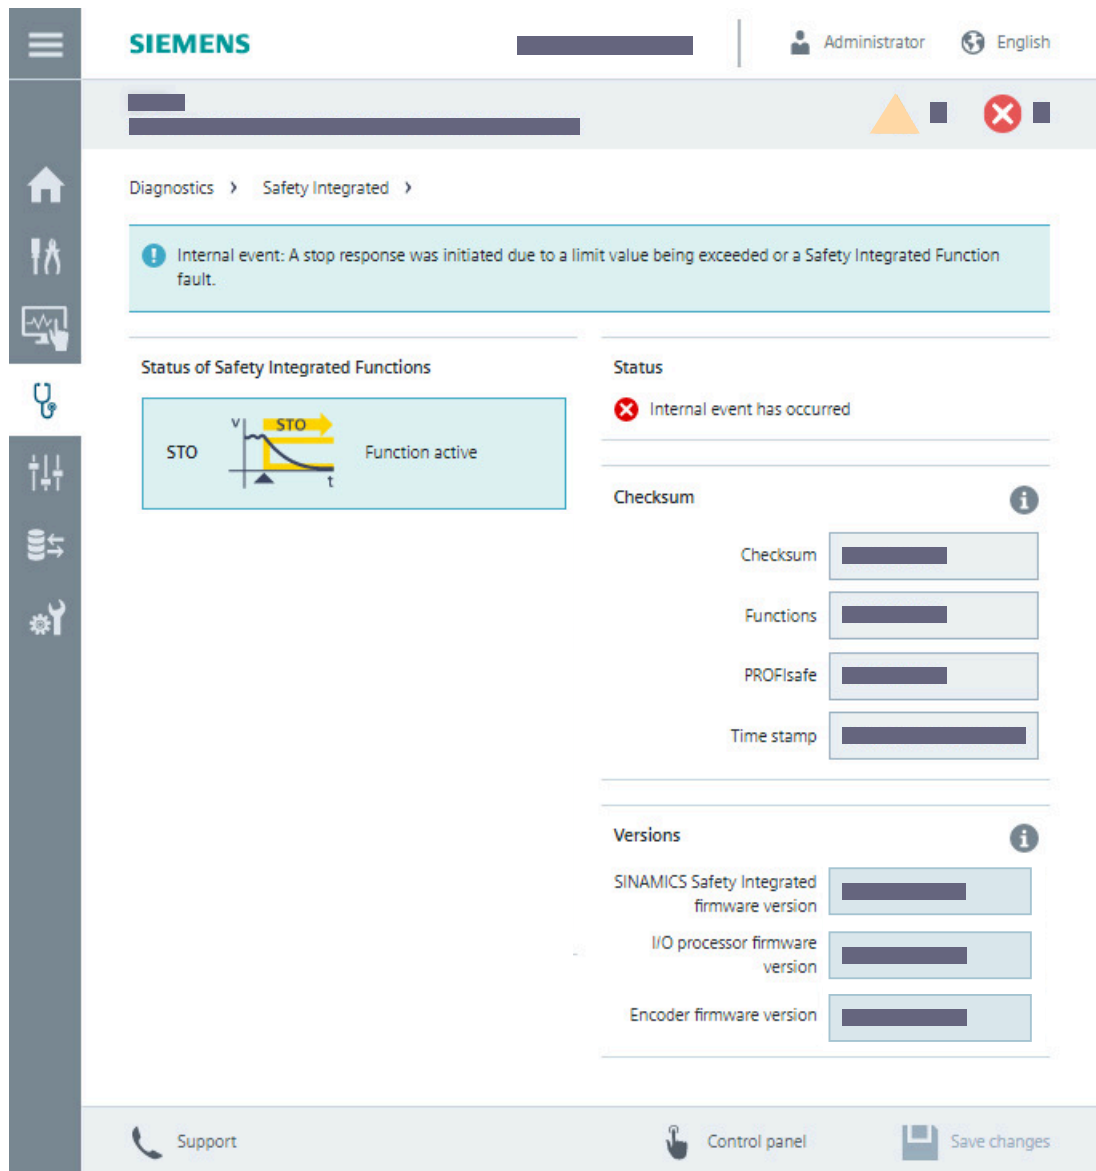 SIEMENS
Administrator
English
Diagnostics
Safety Integrated
Internal event: A stop response was initiated due to a limit value being exceeded or a Safety Integrated Function
fault.
Status of Safety Integrated Functions
STO
V
STO
t
Function active
Status
Internal event has occurred
Checksum
Checksum
Functions
PROFIsafe
Time stamp
Versions
SINAMICS Safety Integrated
firmware version
I/O processor firmware
version
Encoder firmware version
Support
Control panel
Save changes